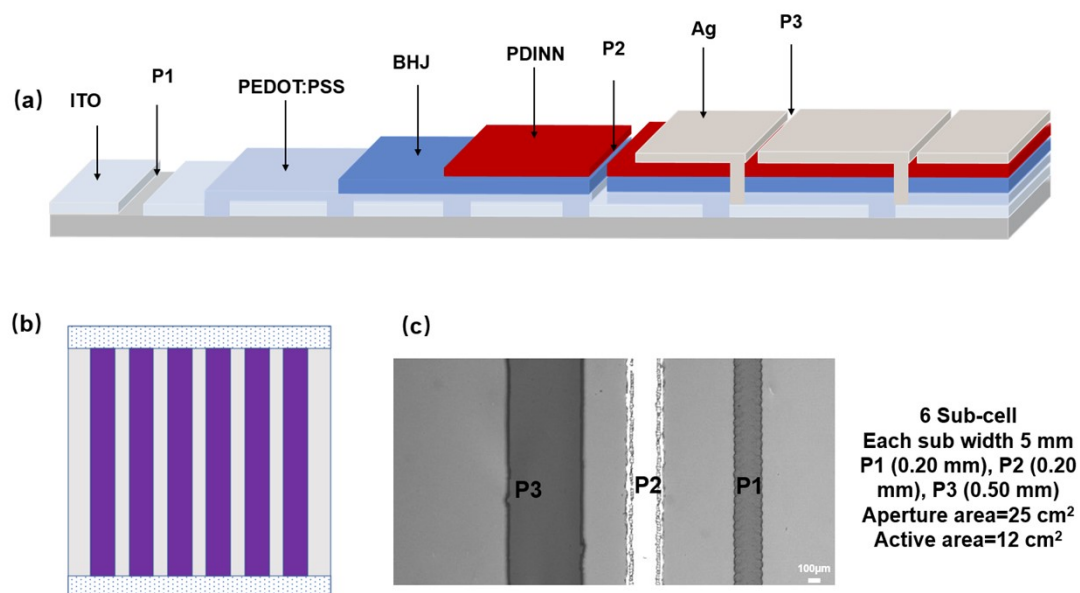 (a)
ITO
P1
PEDOT:PSS
BHJ
PDINN
P2
Ag
P3
(b)
(c)
P3
P2
P1
100μm
6 Sub-cell
Each sub width 5 mm
P1 (0.20 mm), P2 (0.20
mm), P3 (0.50 mm)
Aperture area=25 cm²
Active area=12 cm²